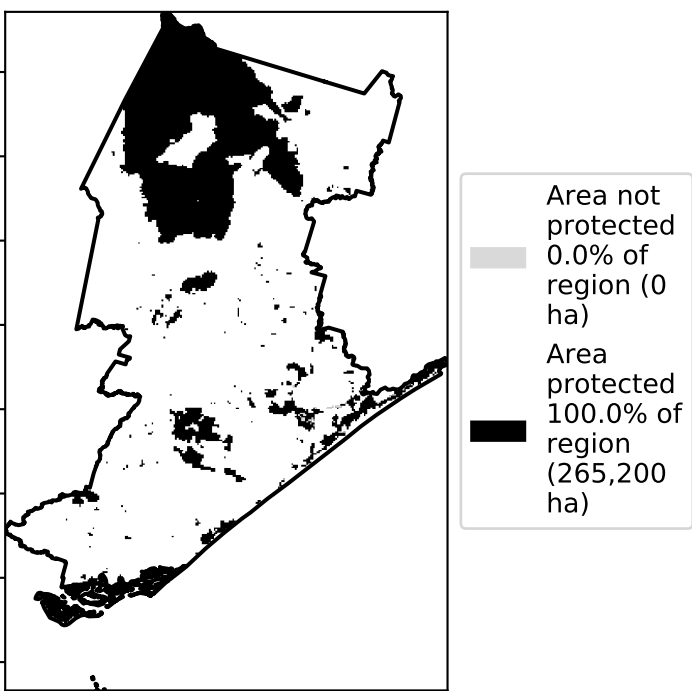 Area not
protected
0.0% of
region (0
ha)
Area
protected
100.0% of
region
(265,200
ha)